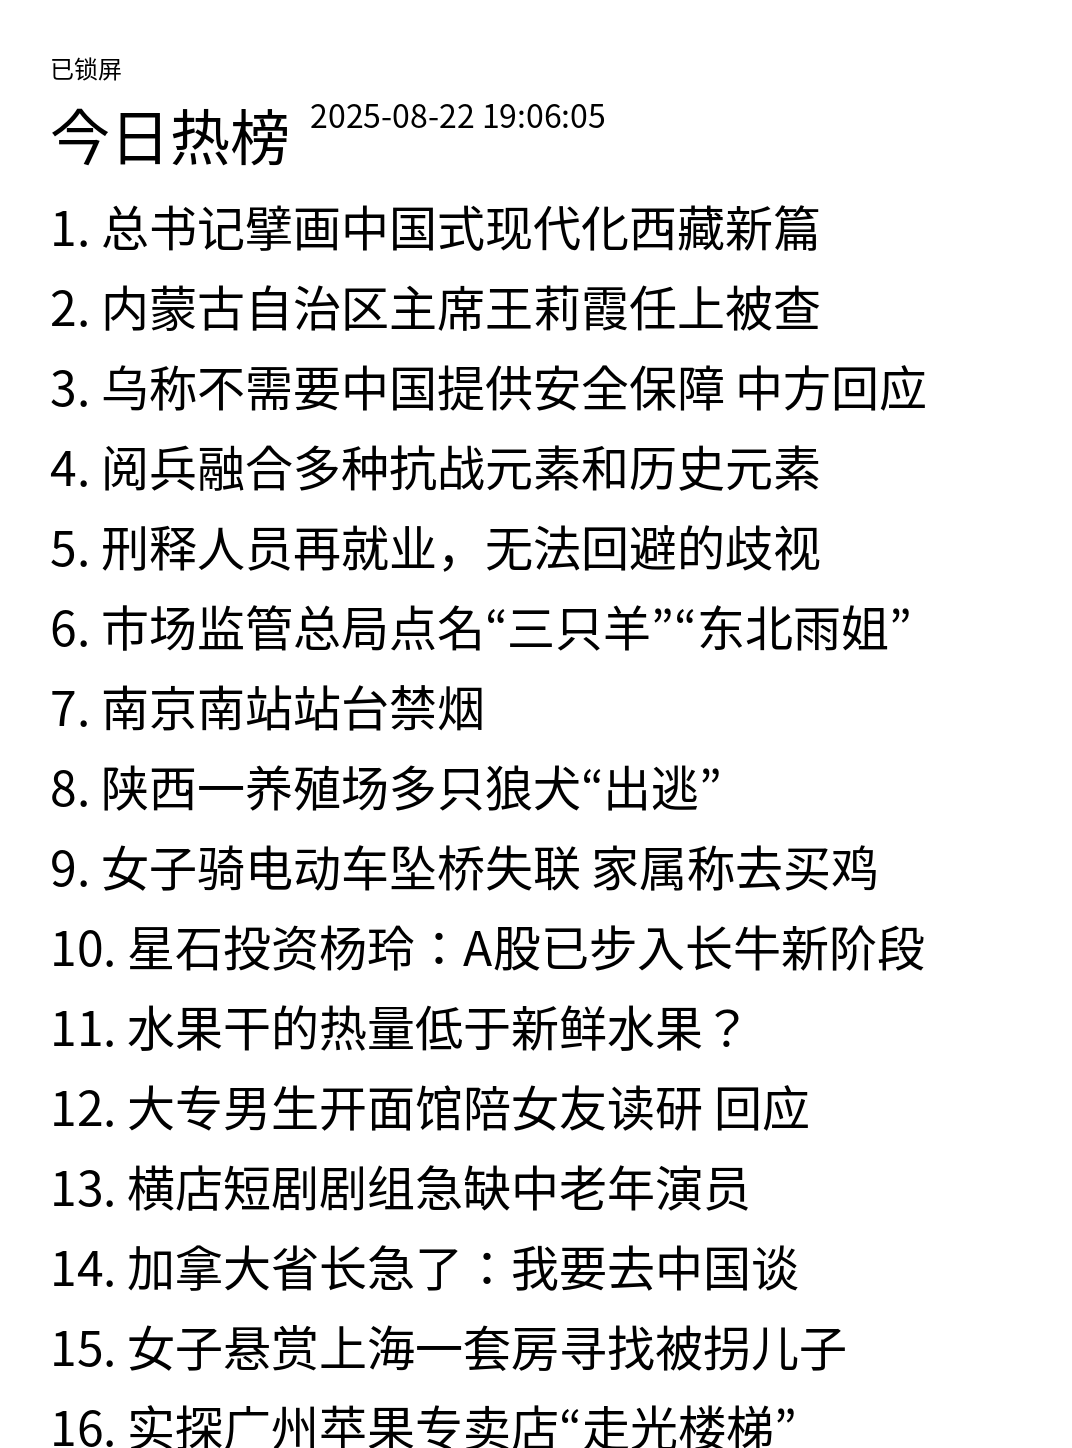 已锁屏
今日热榜 2025-08-22 19:06:05
1. 总书记擘画中国式现代化西藏新篇
2. 内蒙古自治区主席王莉霞任上被查
3. 乌称不需要中国提供安全保障 中方回应
4. 阅兵融合多种抗战元素和历史元素
5. 刑释人员再就业，无法回避的歧视
6. 市场监管总局点名“三只羊”“东北雨姐”
7. 南京南站站台禁烟
8. 陕西一养殖场多只狼犬“出逃”
9. 女子骑电动车坠桥失联 家属称去买鸡
10. 星石投资杨玲：A股已步入长牛新阶段
11. 水果干的热量低于新鲜水果？
12. 大专男生开面馆陪女友读研 回应
13. 横店短剧剧组急缺中老年演员
14. 加拿大省长急了：我要去中国谈
15. 女子悬赏上海一套房寻找被拐儿子
16. 实探广州苹果专卖店“走光楼梯”